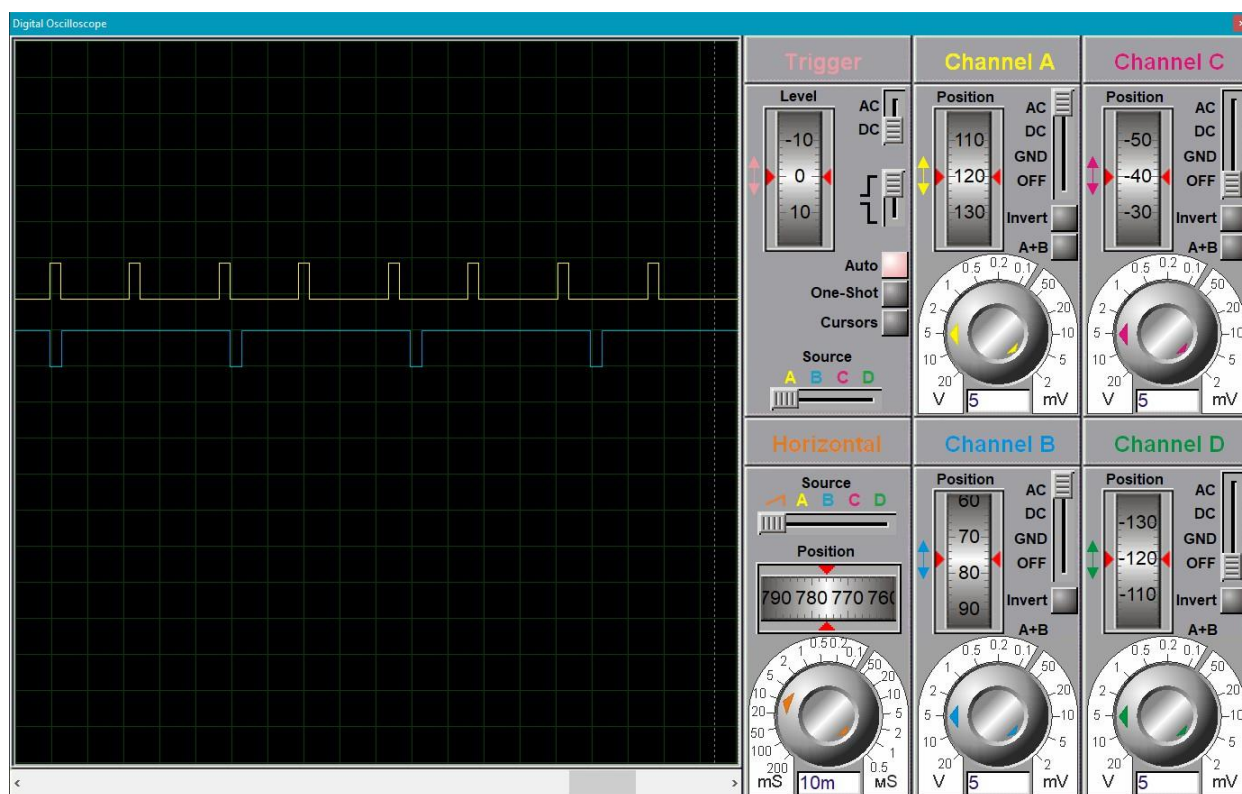 Digital Oscilloscope
Trigger
Level
AC
DC
-10
0
10
Auto
One-Shot
Cursors
Source
A B C D
Channel A
Position
AC
DC
GND
OFF
110
120
130
Invert
A+B
20 10 5 2 1 0.5 0.2 0.1 50 20 10 5 2
V 5 mV
Channel C
Position
AC
DC
GND
OFF
-50
-40
-30
Invert
A+B
20 10 5 2 1 0.5 0.2 0.1 50 20 10 5 2
V 5 mV
Horizontal
Source
A B C D
Position
790 780 770 760
200 100 50 20 10 5 2 1 0.5 0.2 0.1 50 20 10 5 2 1 0.5
mS 10m мS
Channel B
Position
AC
DC
GND
OFF
60
70
80
90
Invert
A+B
20 10 5 2 1 0.5 0.2 0.1 50 20 10 5 2
V 5 mV
Channel D
Position
AC
DC
GND
OFF
-130
-120
-110
Invert
A+B
20 10 5 2 1 0.5 0.2 0.1 50 20 10 5 2
V 5 mV